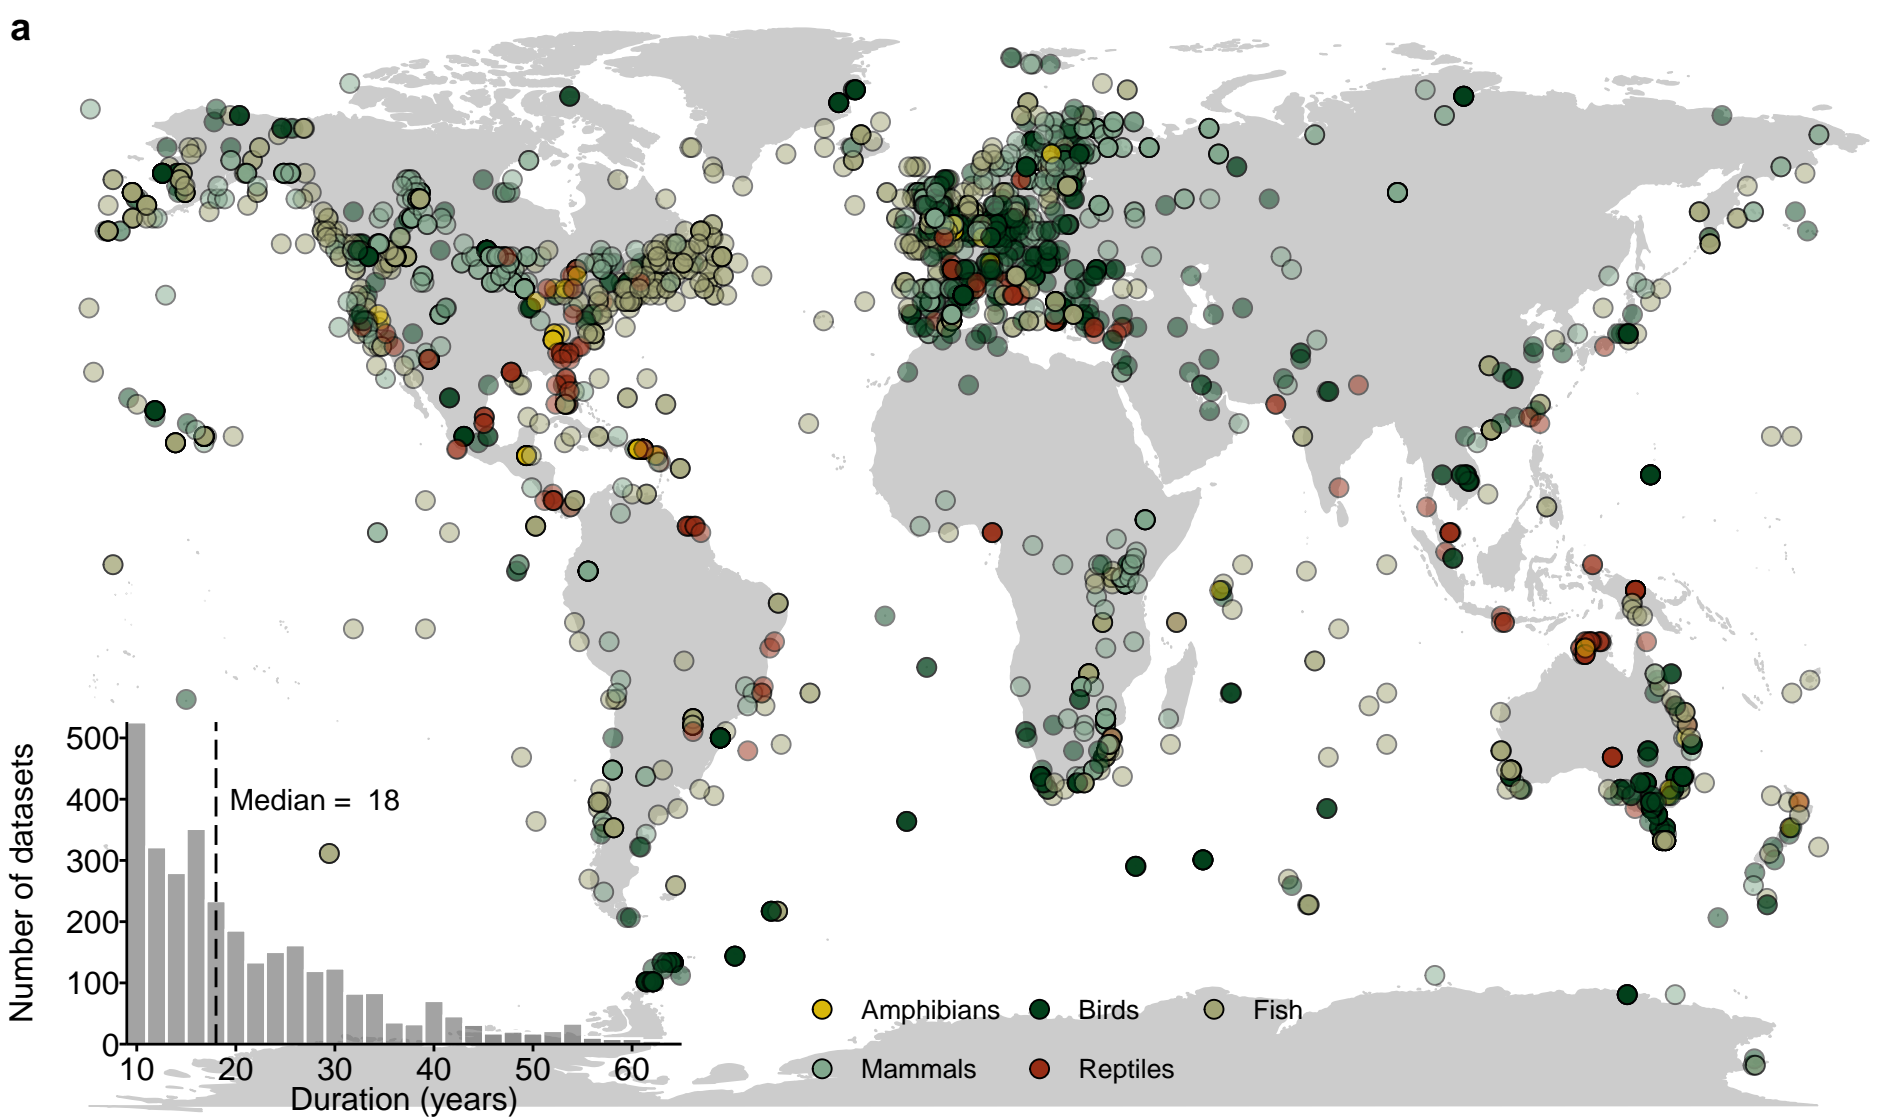 a
Number of datasets
500
400
300
200
100
0
Median = 18
10 20 30 40 50 60
Duration (years)
Amphibians Birds Fish
Mammals Reptiles